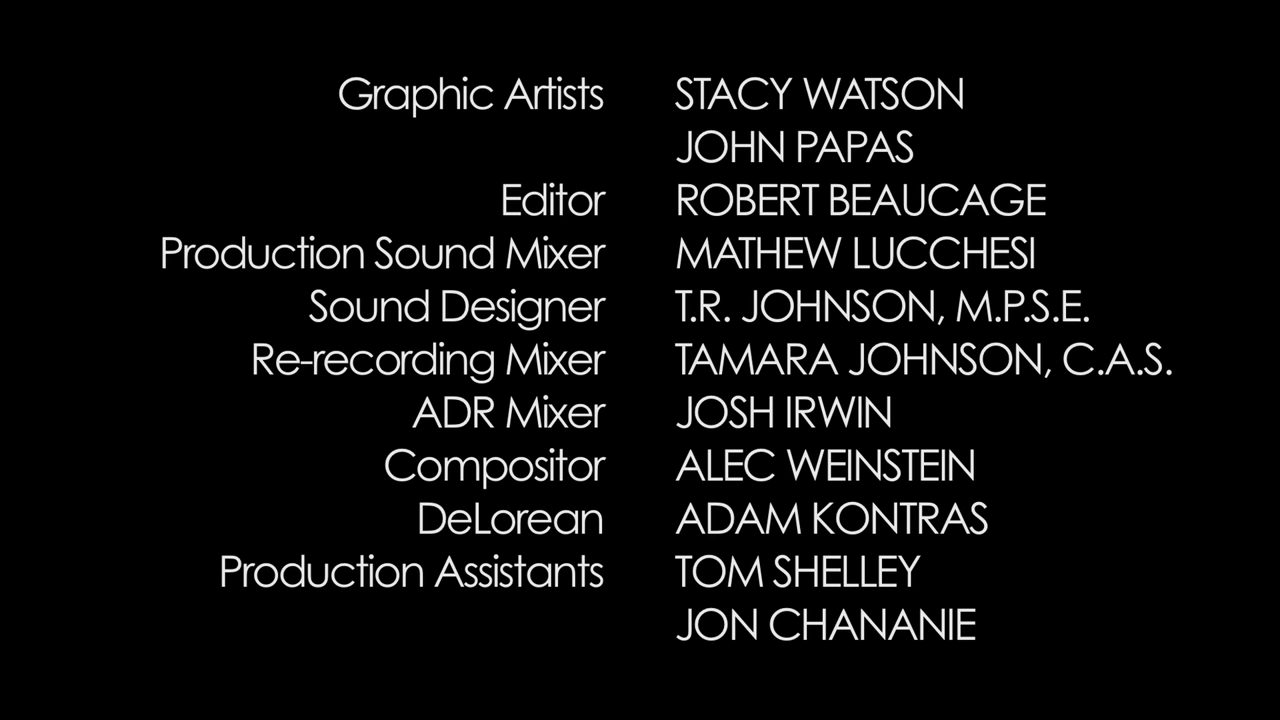 Graphic Artists STACY WATSON
JOHN PAPAS
Editor ROBERT BEAUCAGE
Production Sound Mixer MATHEW LUCCHESI
Sound Designer T.R. JOHNSON, M.P.S.E.
Re-recording Mixer TAMARA JOHNSON, C.A.S.
ADR Mixer JOSH IRWIN
Compositor ALEC WEINSTEIN
DeLorean ADAM KONTRAS
Production Assistants TOM SHELLEY
JON CHANANIE